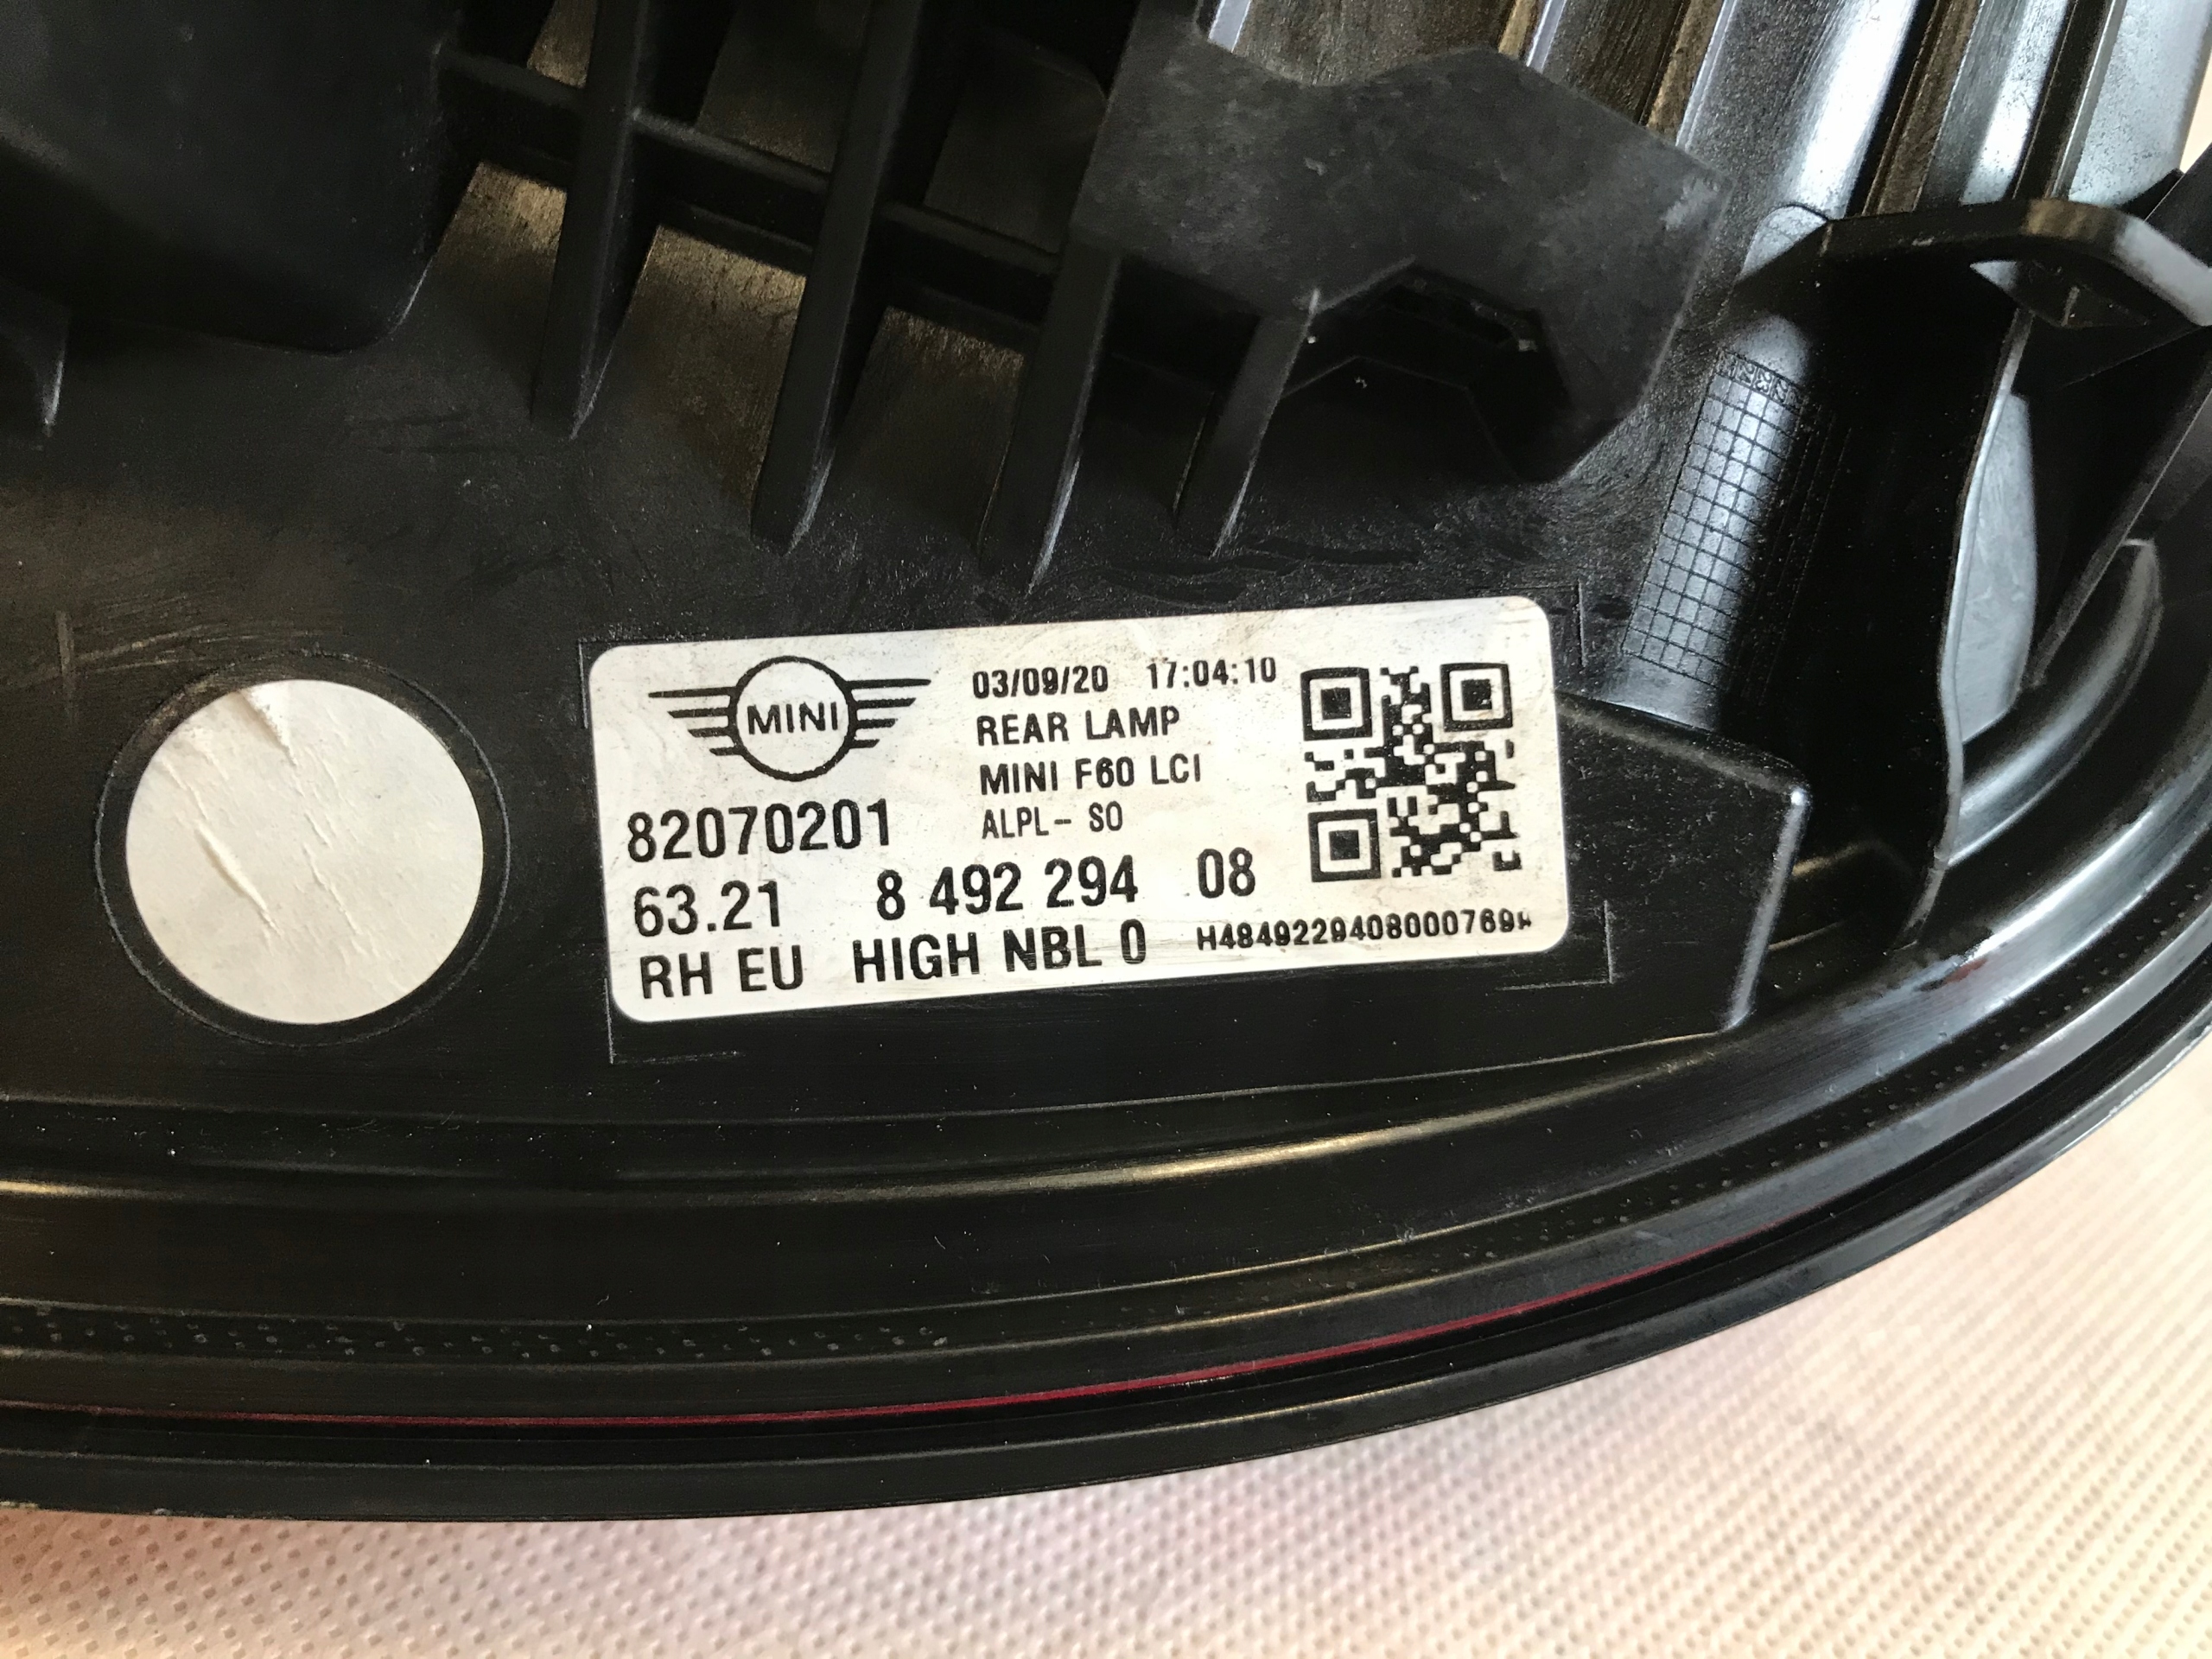 MINI
03/09/20 17:04:10
REAR LAMP
MINI F60 LCI
ALPL- SO
82070201
63.21 8 492 294 08
RH EU HIGH NBL 0